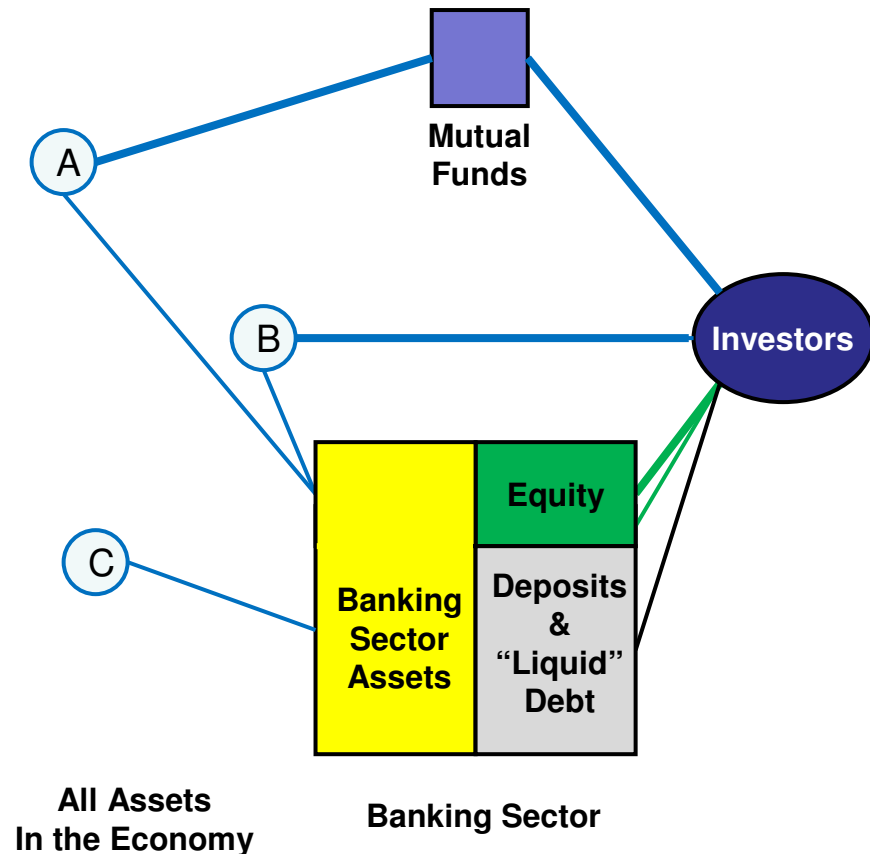 Mutual
Funds
A
B
Investors
Equity
C
Banking
Sector
Assets
Deposits
&
“Liquid”
Debt
All Assets
In the Economy
Banking Sector